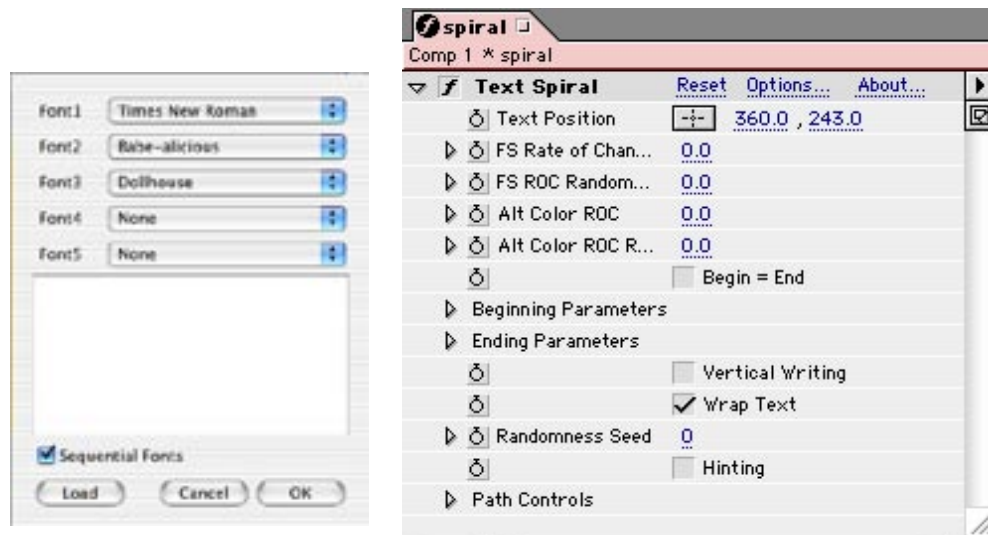 Font1 Times New Roman
Font2 Babe-alicious
Font3 Dollhouse
Font4 None
Font5 None
Sequential Fonts
Load Cancel OK
spiral
Comp 1 * spiral
Text Spiral Reset Options... About...
Text Position 360.0 , 243.0
FS Rate of Chan... 0.0
FS ROC Random... 0.0
Alt Color ROC 0.0
Alt Color ROC R... 0.0
Begin = End
Beginning Parameters
Ending Parameters
Vertical Writing
Wrap Text
Randomness Seed 0
Hinting
Path Controls